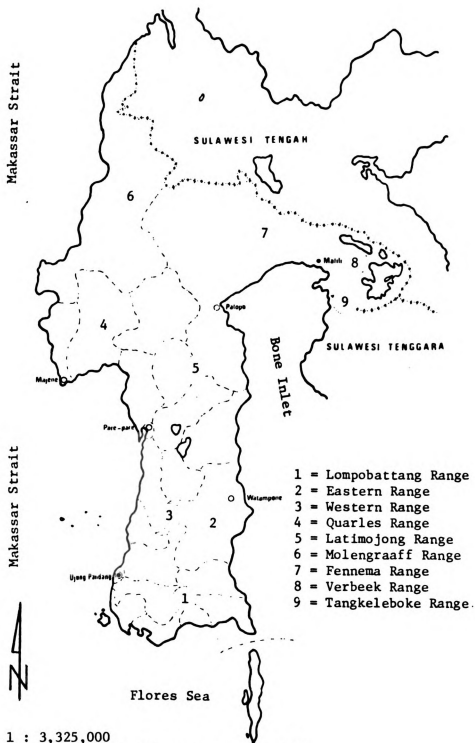 Makassar Strait
SULAWESI TENGAH
6
7
8
Malili
9
Palopo
4
SULAWESI TENGGARA
5
Bone Inlet
Majene
Pare-pare
Makassar Strait
3
2
Watampone
1 = Lompobattang Range
2 = Eastern Range
3 = Western Range
4 = Quarles Range
5 = Latimojong Range
6 = Molengraaff Range
7 = Fennema Range
8 = Verbeek Range
9 = Tangkeleboke Range
Ujung Pandang
1
N
Flores Sea
1 : 3,325,000